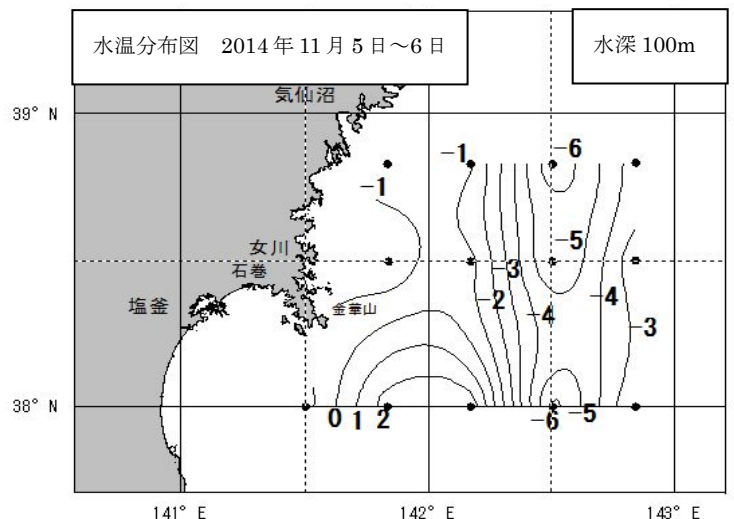 水温分布図　2014年11月5日～6日
水深100m
39° N
気仙沼
-1
-6
-1
女川
-5
石巻
-3
塩釜
金華山
-2
-4
-4
-3
38° N
0
1
2
-6
-5
141° E
142° E
143° E